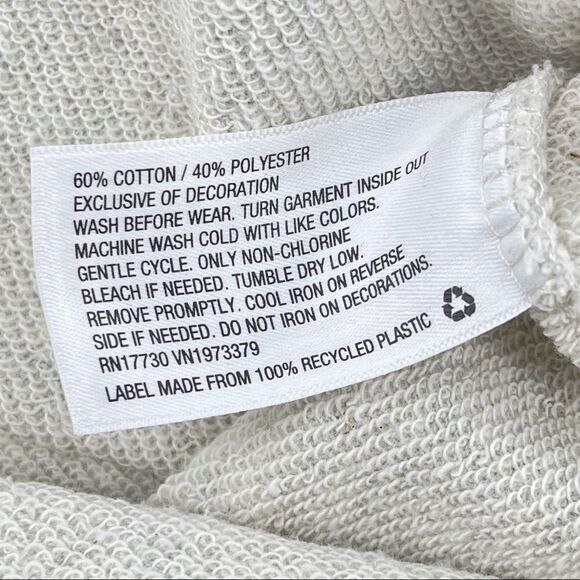 60% COTTON / 40% POLYESTER
EXCLUSIVE OF DECORATION
WASH BEFORE WEAR. TURN GARMENT INSIDE OUT
MACHINE WASH COLD WITH LIKE COLORS.
GENTLE CYCLE. ONLY NON-CHLORINE
BLEACH IF NEEDED. TUMBLE DRY LOW.
REMOVE PROMPTLY. COOL IRON ON REVERSE
SIDE IF NEEDED. DO NOT IRON ON DECORATIONS.
RN17730 VN1973379
LABEL MADE FROM 100% RECYCLED PLASTIC